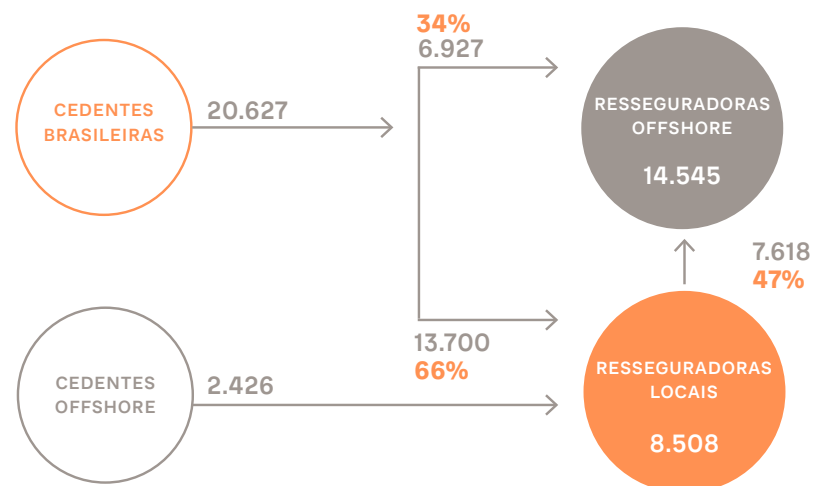 34%
6.927
CEDENTES
BRASILEIRAS
20.627
RESSEGURADORAS
OFFSHORE
14.545
7.618
47%
13.700
66%
CEDENTES
OFFSHORE
2.426
RESSEGURADORAS
LOCAIS
8.508